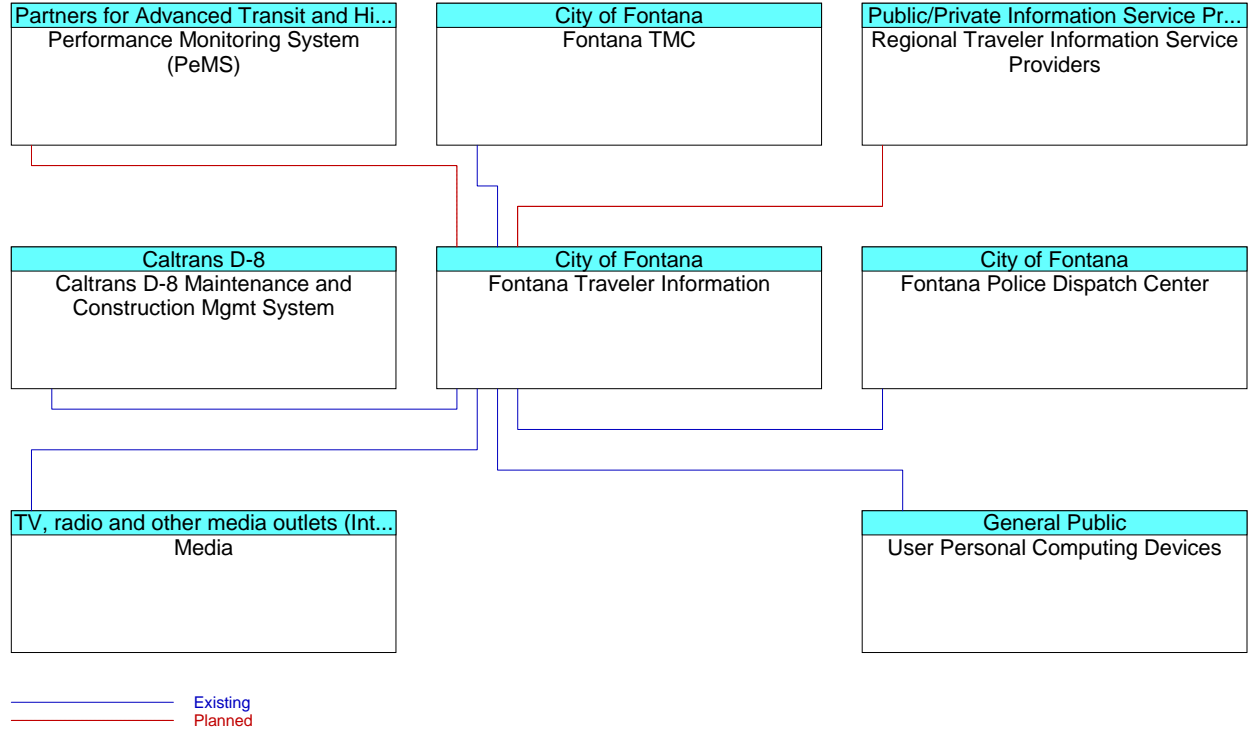 Partners for Advanced Transit and Hi...
Performance Monitoring System
(PeMS)
City of Fontana
Fontana TMC
Public/Private Information Service Pr...
Regional Traveler Information Service
Providers
Caltrans D-8
Caltrans D-8 Maintenance and
Construction Mgmt System
City of Fontana
Fontana Traveler Information
City of Fontana
Fontana Police Dispatch Center
TV, radio and other media outlets (Int...
Media
General Public
User Personal Computing Devices
Existing
Planned